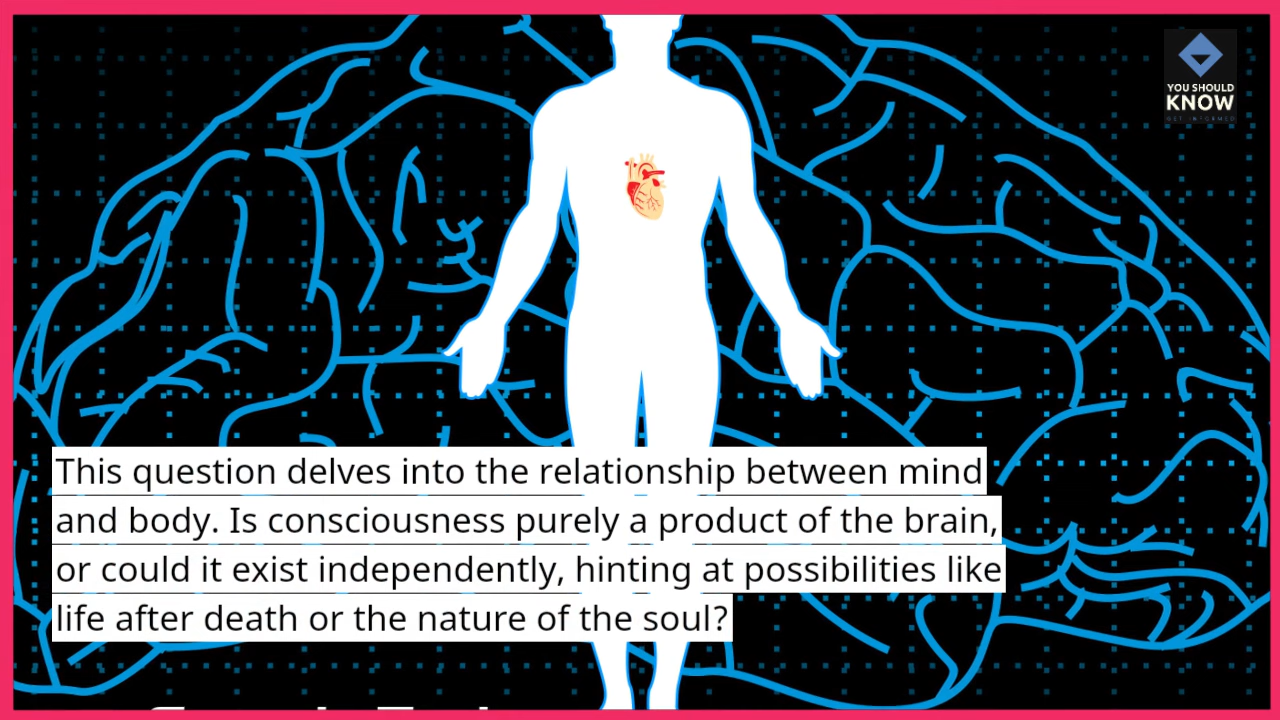 YOU SHOULD
KNOW
GET INFORMED
This question delves into the relationship between mind
and body. Is consciousness purely a product of the brain,
or could it exist independently, hinting at possibilities like
life after death or the nature of the soul?